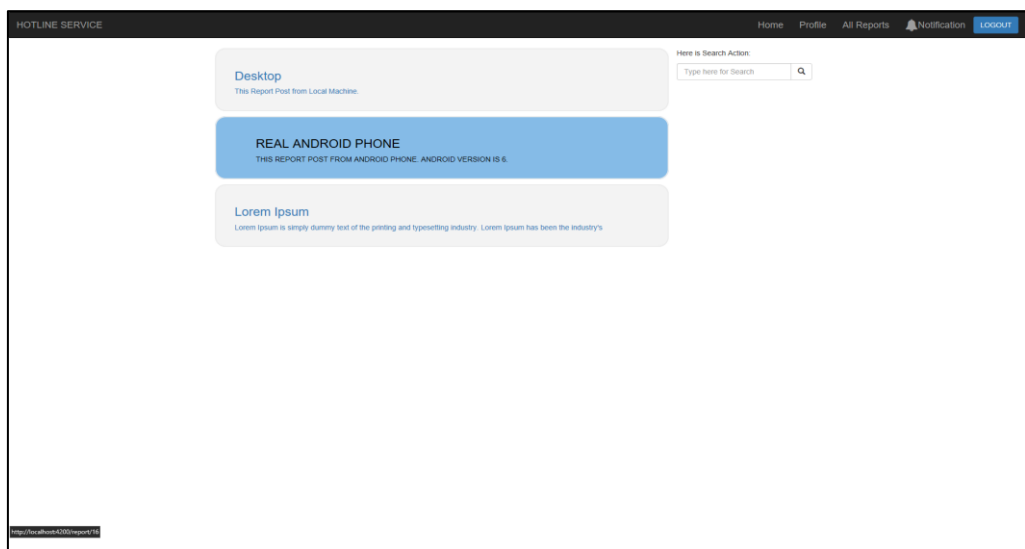 HOTLINE SERVICE
Home Profile All Reports Notification LOGOUT
Here is Search Action:
Type here for Search
Desktop
This Report Post from Local Machine.
REAL ANDROID PHONE
THIS REPORT POST FROM ANDROID PHONE. ANDROID VERSION IS 6.
Lorem Ipsum
Lorem Ipsum is simply dummy text of the printing and typesetting industry. Lorem Ipsum has been the industry's
http://localhost:4200/report/16